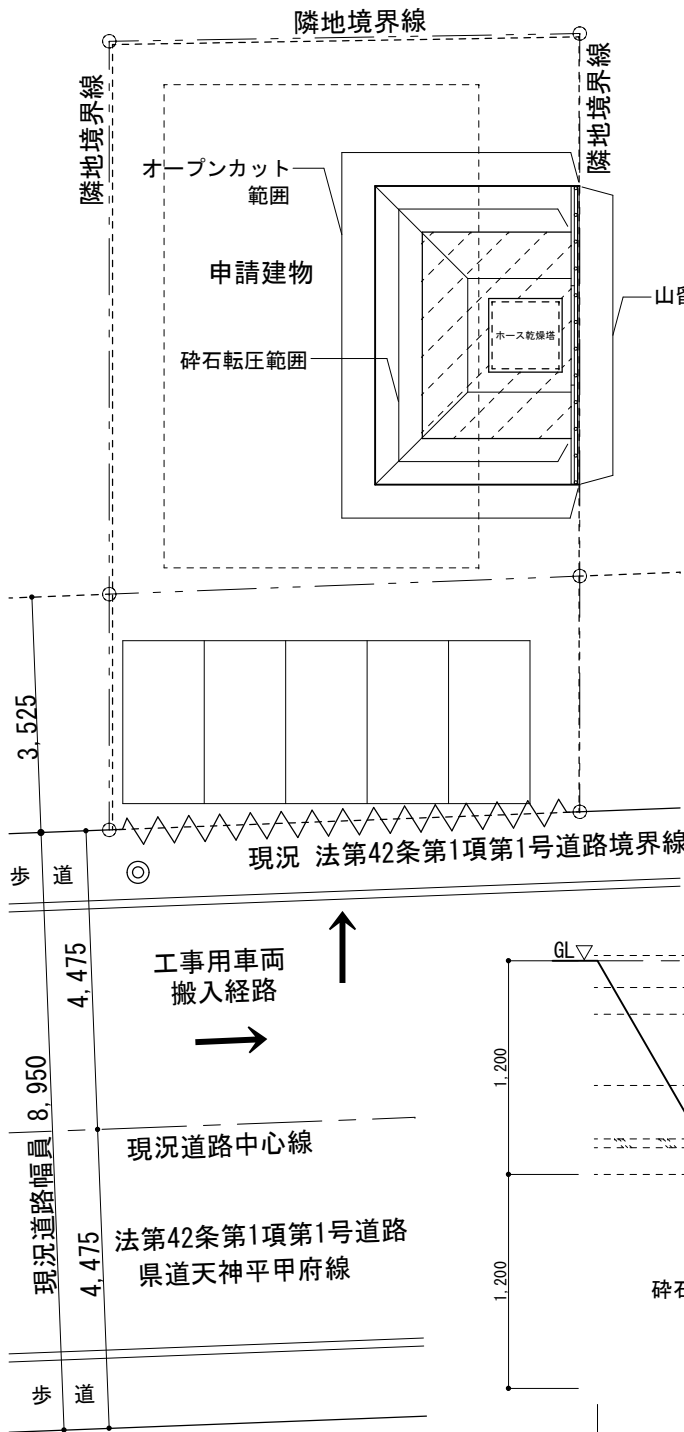 隣地境界線
隣地境界線
隣地境界線
オープンカット
範囲
申請建物
山留
ホース乾燥塔
砕石転圧範囲
3,525
現況 法第42条第1項第1号道路境界線
歩 道
4,475
工事用車両
搬入経路
GL
1,200
現況道路幅員 8,950
現況道路中心線
4,475
法第42条第1項第1号道路
県道天神平甲府線
1,200
砕石
歩 道